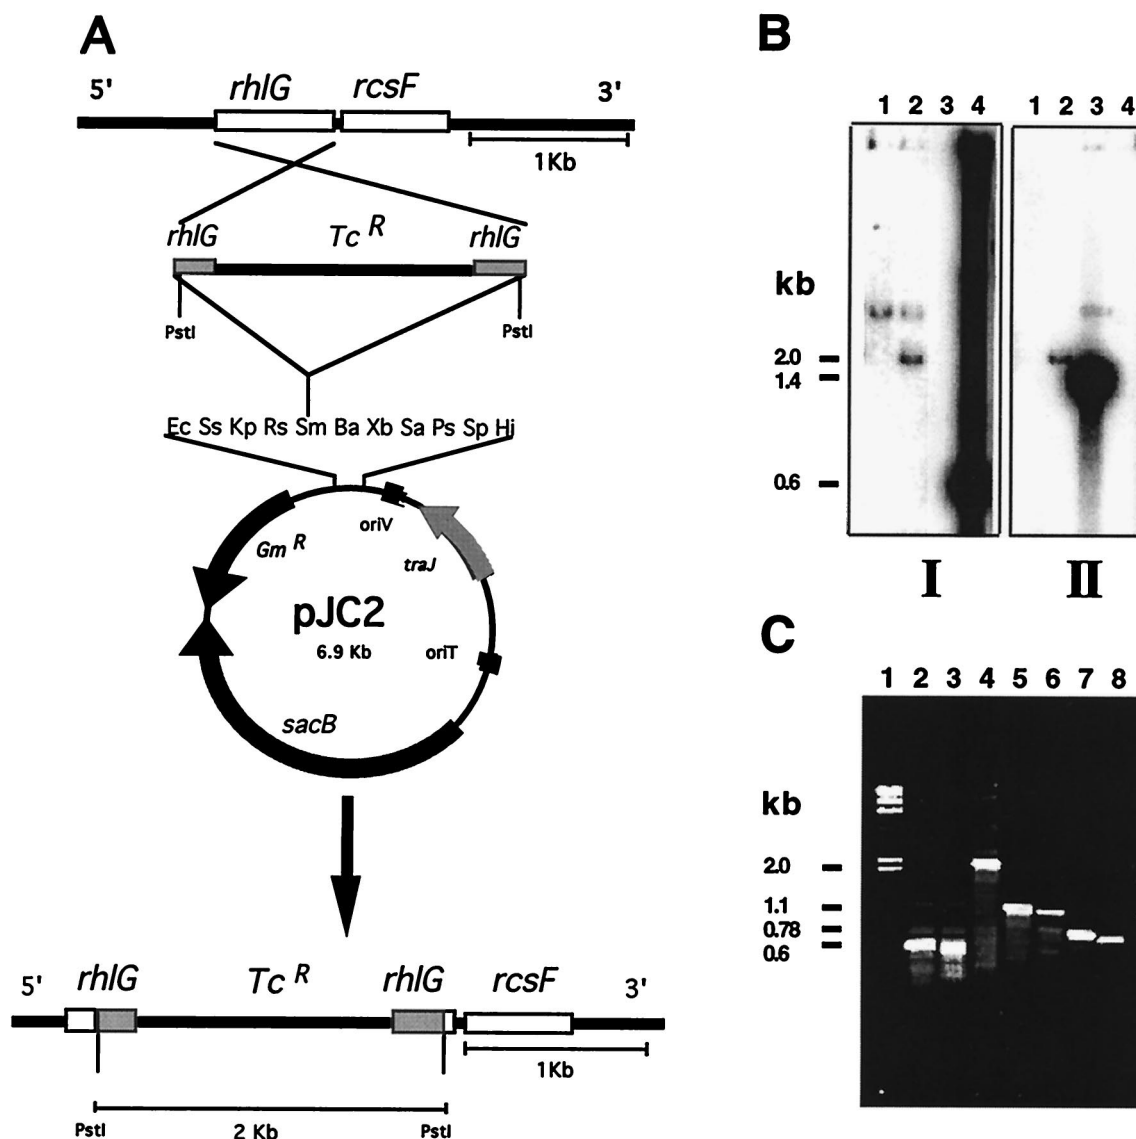 A
5' rhlG rcsF 3'
1Kb
rhlG Tc R rhlG
PstI PstI
Ec Ss Kp Rs Sm Ba Xb Sa Ps Sp Hi
oriV
Gm R
traJ
pJC2
6.9 Kb
oriT
sacB
5' rhlG Tc R rhlG rcsF 3'
1Kb
PstI 2 Kb PstI
B
1 2 3 4 1 2 3 4
kb
2.0
1.4
0.6
I II
C
1 2 3 4 5 6 7 8
kb
2.0
1.1
0.78
0.6